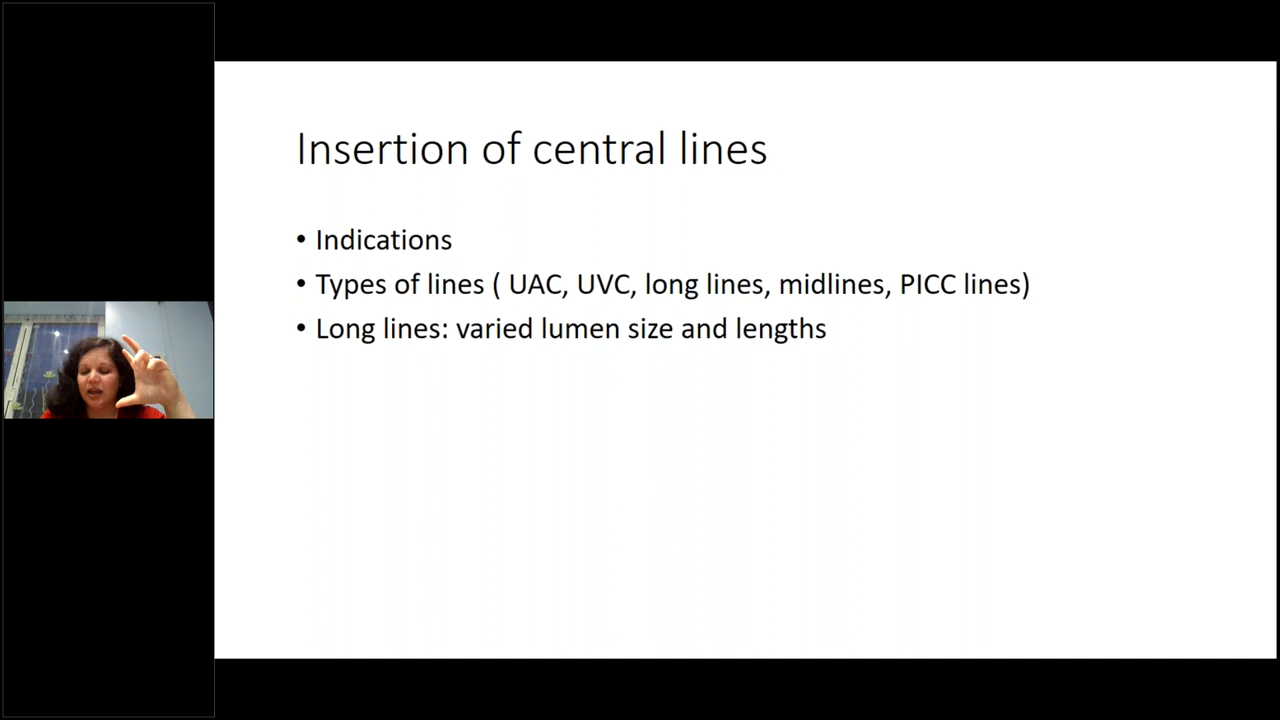 Insertion of central lines
• Indications
• Types of lines ( UAC, UVC, long lines, midlines, PICC lines)
• Long lines: varied lumen size and lengths